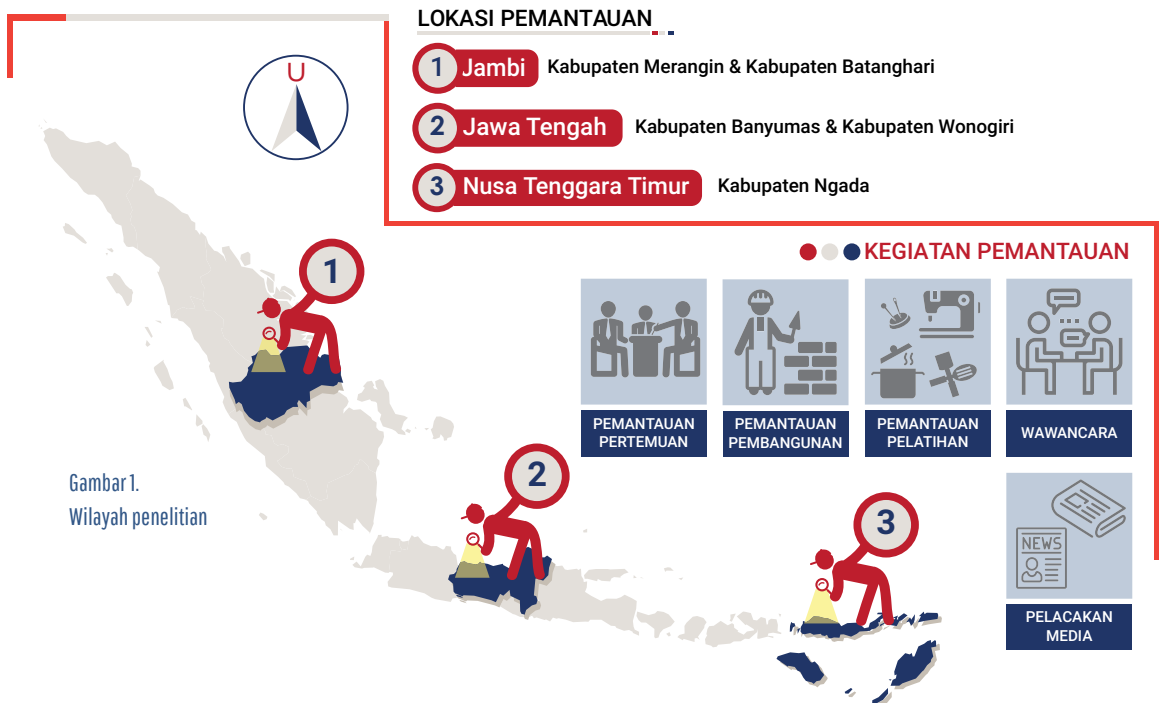 LOKASI PEMANTAUAN
1 Jambi Kabupaten Merangin & Kabupaten Batanghari
2 Jawa Tengah Kabupaten Banyumas & Kabupaten Wonogiri
3 Nusa Tenggara Timur Kabupaten Ngada
U
KEGIATAN PEMANTAUAN
PEMANTAUAN
PERTEMUAN
PEMANTAUAN
PEMBANGUNAN
PEMANTAUAN
PELATIHAN
WAWANCARA
NEWS
PELACAKAN
MEDIA
1
2
3
Gambar 1.
Wilayah penelitian